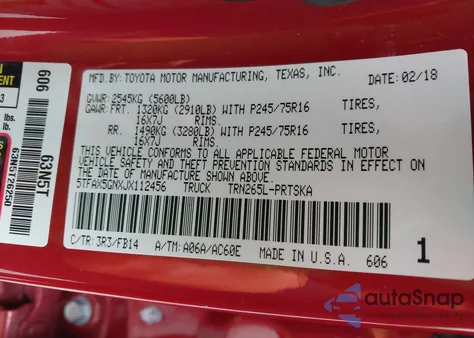 MFD.BY: TOYOTA MOTOR MANUFACTURING, TEXAS, INC.
DATE: 02/18
GVWR: 2545KG (5600LB)
GAWR: FRT. 1320KG (2910LB) WITH P245/75R16 TIRES,
16X7J RIMS.
RR. 1490KG (3280LB) WITH P245/75R16 TIRES,
16X7J RIMS.
THIS VEHICLE CONFORMS TO ALL APPLICABLE FEDERAL MOTOR
VEHICLE SAFETY AND THEFT PREVENTION STANDARDS IN EFFECT ON
THE DATE OF MANUFACTURE SHOWN ABOVE.
5TFAX5GNXJX112456 TRUCK TRN265L-PRTSKA
C/TR: 3R3/FB14 A/TM: A06A/AC60E MADE IN U.S.A. 606
1
606
63N5T
63N5T26250
lbs.
lb.
autoSnap